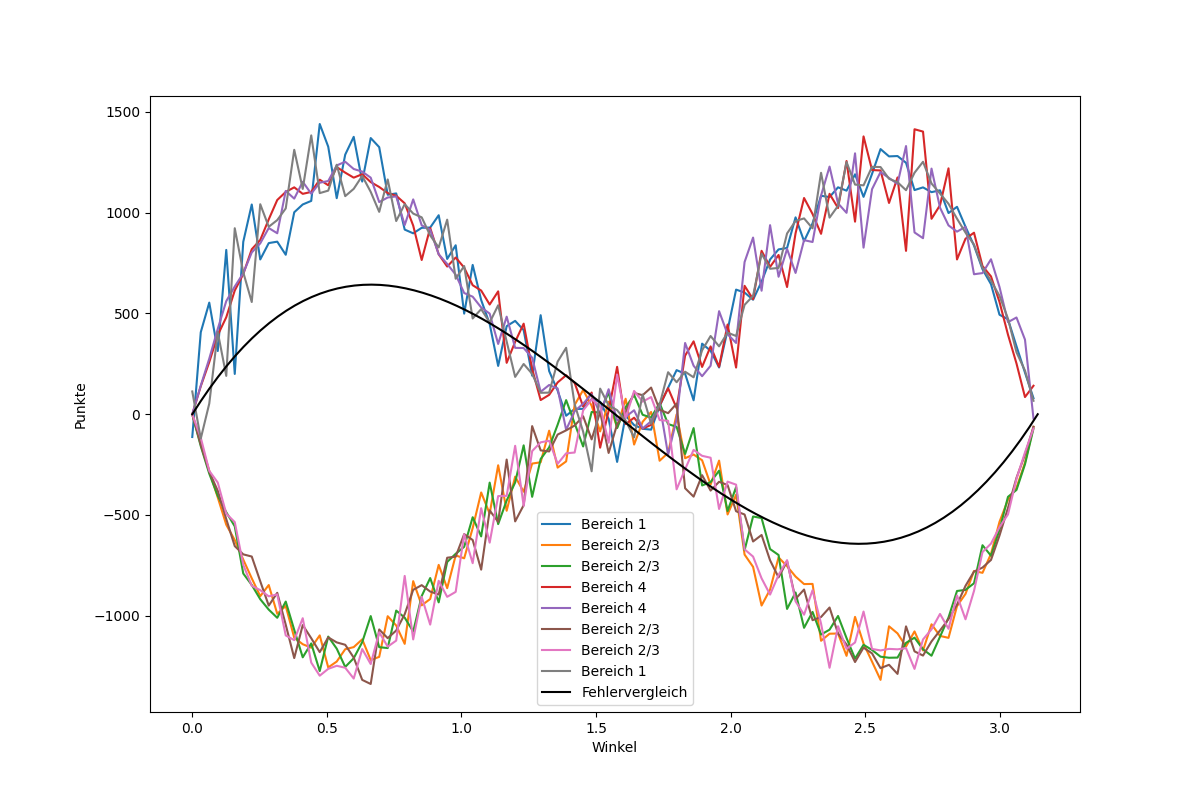 1500
1000
500
0
−500
−1000
Punkte
0.0 0.5 1.0 1.5 2.0 2.5 3.0
Winkel
Bereich 1
Bereich 2/3
Bereich 2/3
Bereich 4
Bereich 4
Bereich 2/3
Bereich 2/3
Bereich 1
Fehlervergleich